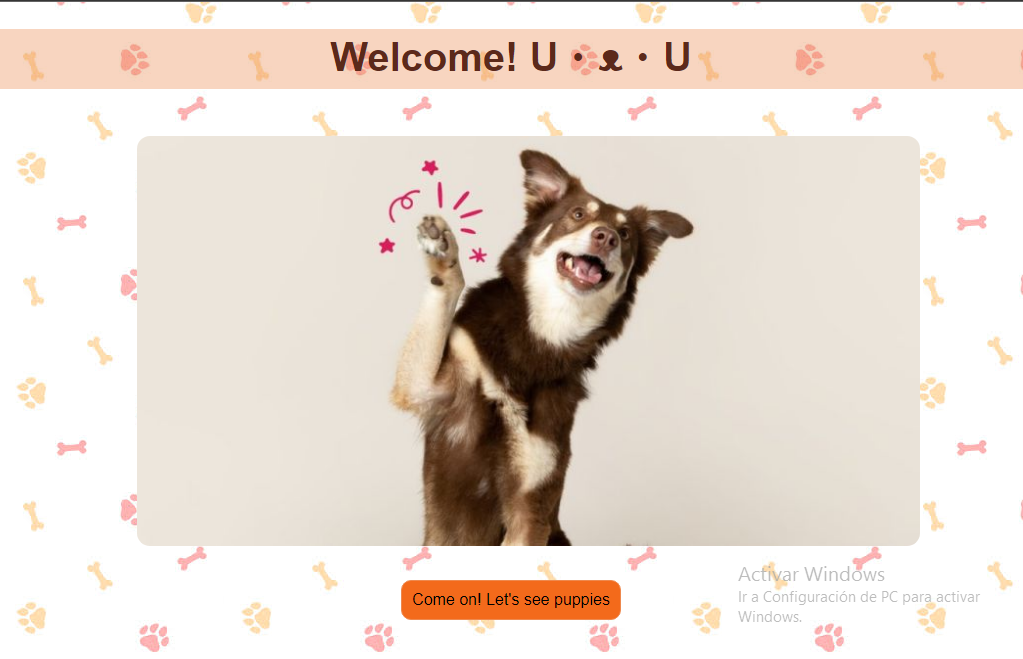 Welcome! U・ᴥ・U
Come on! Let's see puppies
Activar Windows
Ir a Configuración de PC para activar
Windows.